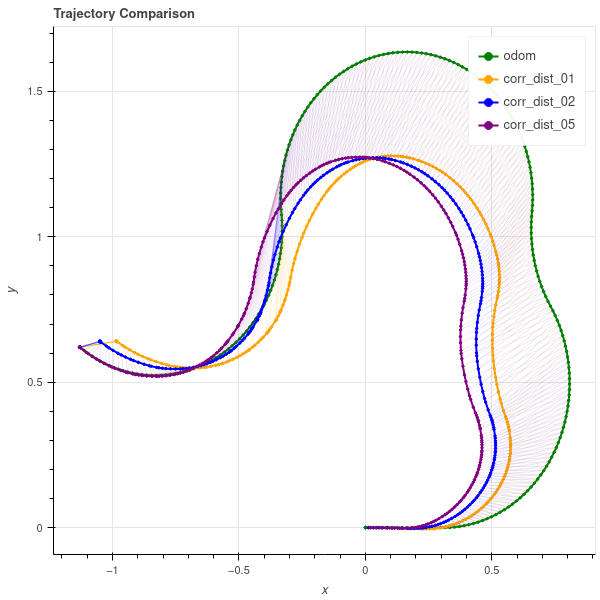 Trajectory Comparison
odom
corr_dist_01
corr_dist_02
corr_dist_05
1.5
1
0.5
0
y
−1
−0.5
0
0.5
x